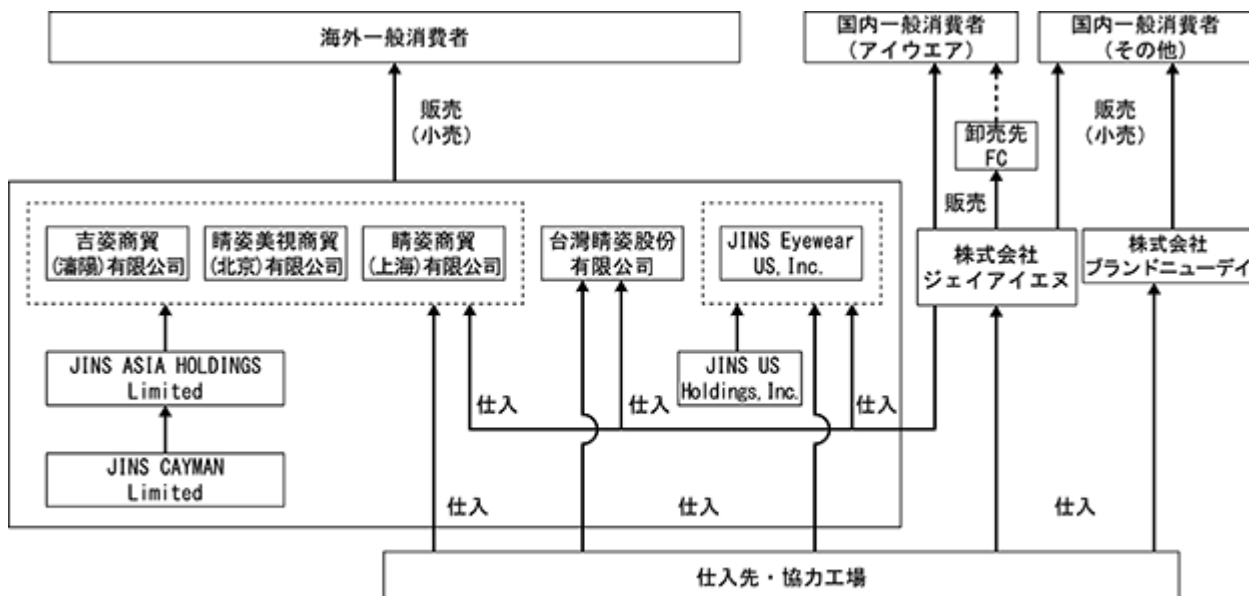 海外一般消費者
国内一般消費者
(アイウエア)
国内一般消費者
(その他)
販売
(小売)
卸売先
FC
販売
(小売)
販売
吉姿商貿
(瀋陽)有限公司
睛姿美視商貿
(北京)有限公司
睛姿商貿
(上海)有限公司
台灣睛姿股份
有限公司
JINS Eyewear
US, Inc.
株式会社
ジェイアイエヌ
株式会社
ブランドニューデイ
JINS ASIA HOLDINGS
Limited
JINS US
Holdings, Inc.
仕入
仕入
仕入
JINS CAYMAN
Limited
仕入
仕入
仕入
仕入先・協力工場